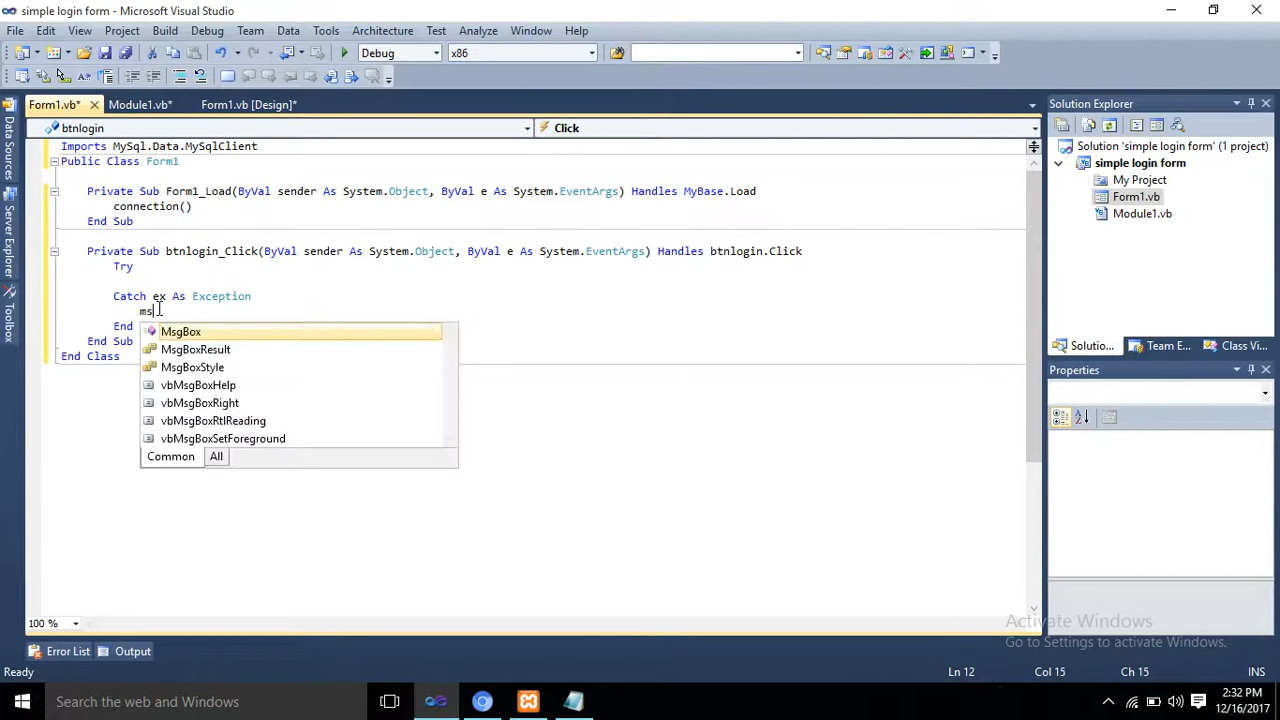 simple login form - Microsoft Visual Studio
File Edit View Project Build Debug Team Data Tools Architecture Test Analyze Window Help
Debug x86
Form1.vb* Module1.vb* Form1.vb [Design]*
btnlogin Click
Imports MySql.Data.MySqlClient
Public Class Form1
Private Sub Form1_Load(ByVal sender As System.Object, ByVal e As System.EventArgs) Handles MyBase.Load
connection()
End Sub
Private Sub btnlogin_Click(ByVal sender As System.Object, ByVal e As System.EventArgs) Handles btnlogin.Click
Try
Catch ex As Exception
ms
End
End Sub
End Class
MsgBox
MsgBoxResult
MsgBoxStyle
vbMsgBoxHelp
vbMsgBoxRight
vbMsgBoxRtlReading
vbMsgBoxSetForeground
Common All
100 %
Data Sources
Server Explorer
Toolbox
Solution Explorer
Solution 'simple login form' (1 project)
simple login form
My Project
Form1.vb
Module1.vb
Solutio... Team E... Class Vi...
Properties
Activate Windows
Go to Settings to activate Windows.
Error List Output
Ready Ln 12 Col 15 Ch 15 INS
Search the web and Windows
2:32 PM
12/16/2017